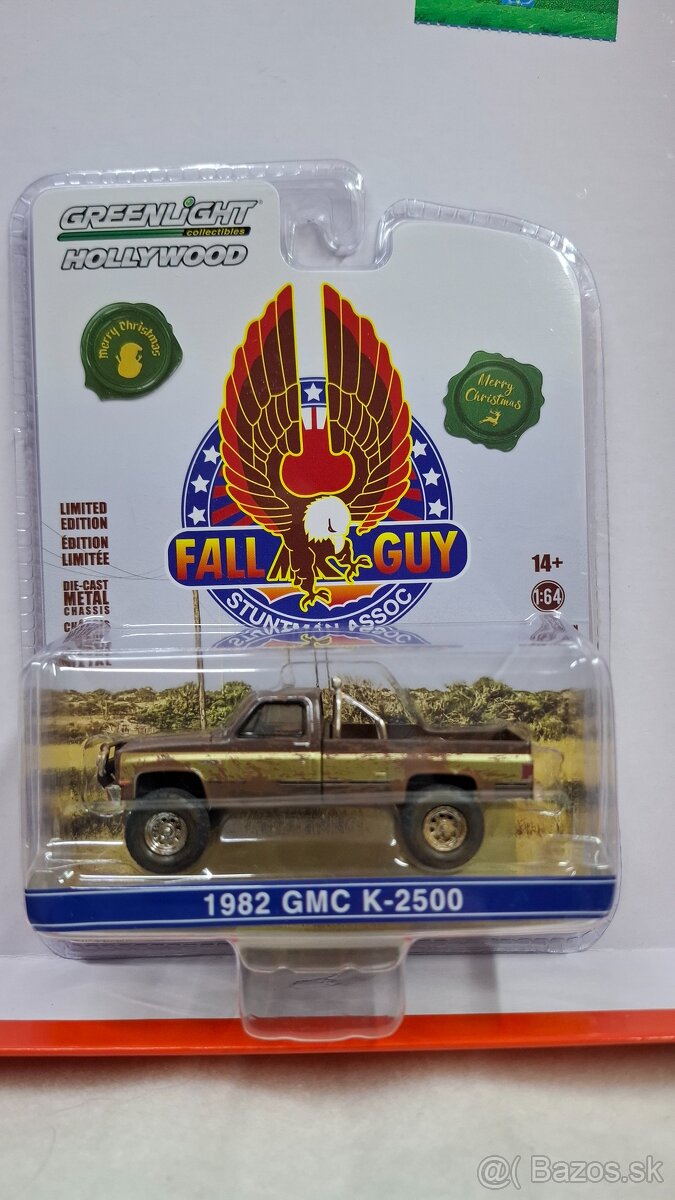 GREENLIGHT
collectibles
HOLLYWOOD
Merry Christmas
Merry
Christmas
LIMITED
EDITION
ÉDITION
LIMITÉE
DIE-CAST
METAL
CHASSIS
METAL
FALL GUY
STUNTMAN ASSOC
14+
1:64
1982 GMC K-2500
@( Bazos.sk